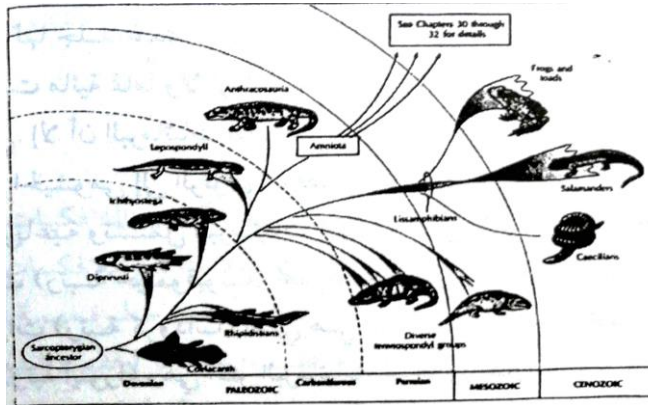 See Chapters 30 through
32 for details
Frogs and
toads
Anthracosauria
Amniota
Lepospondyli
Ichthyostega
Salamanders
Lissamphibians
Caecilians
Dipneusti
Rhipidistians
Diverse
temnospondyl groups
Sarcopterygian
ancestor
Coelacanth
Devonian
PALEOZOIC
Carboniferous
Permian
MESOZOIC
CENOZOIC